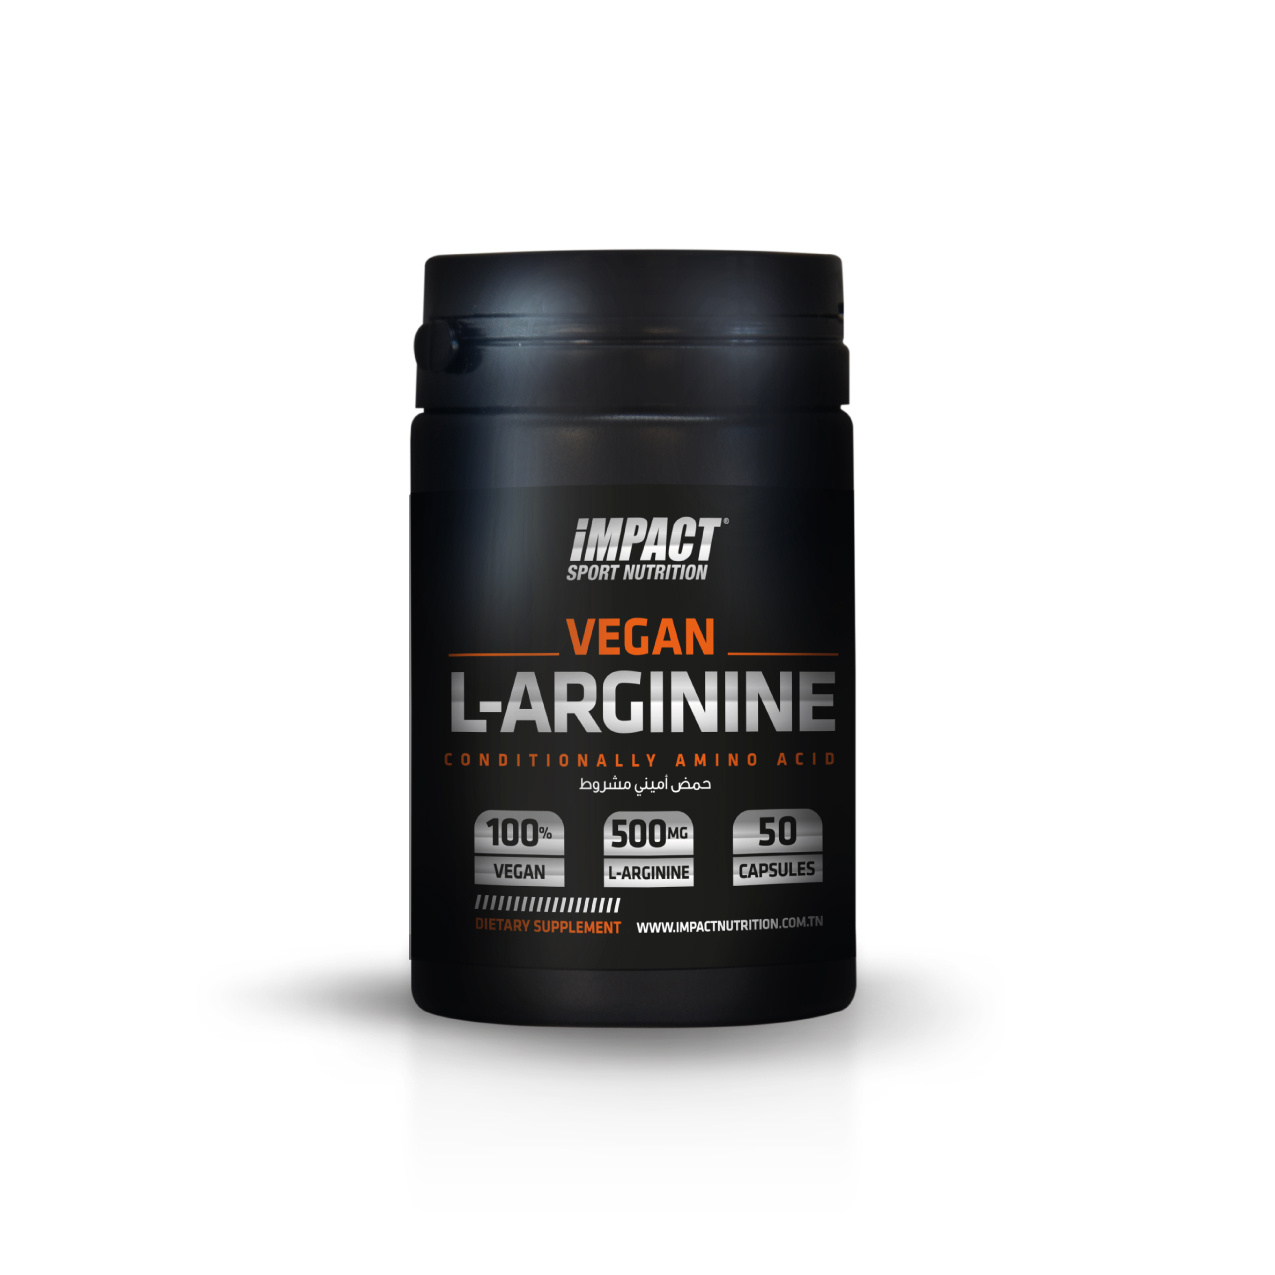 iMPACT®
SPORT NUTRITION
VEGAN
L-ARGININE
CONDITIONALLY AMINO ACID
حمض أميني مشروط
100% VEGAN
500MG L-ARGININE
50 CAPSULES
DIETARY SUPPLEMENT WWW.IMPACTNUTRITION.COM.TN